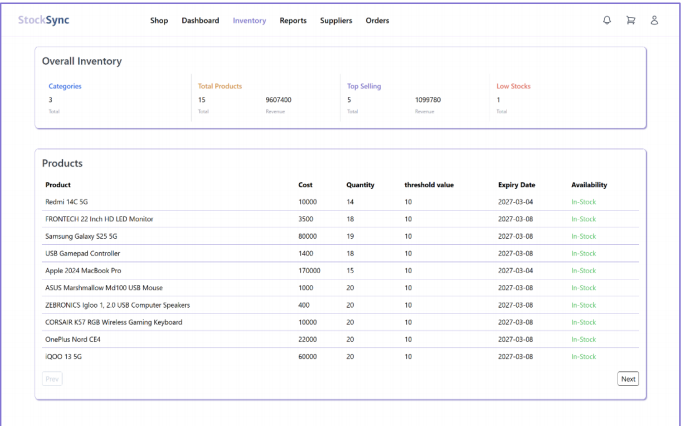 StockSync Shop Dashboard Inventory Reports Suppliers Orders
Overall Inventory
Categories Total Products Top Selling Low Stocks
3 15 9607400 5 1099780 1
Total Total Revenue Total Revenue Total
Products
Product Cost Quantity threshold value Expiry Date Availability
Redmi 14C 5G 10000 14 10 2027-03-04 In-Stock
FRONTECH 22 Inch HD LED Monitor 3500 18 10 2027-03-08 In-Stock
Samsung Galaxy S25 5G 80000 19 10 2027-03-08 In-Stock
USB Gamepad Controller 1400 18 10 2027-03-08 In-Stock
Apple 2024 MacBook Pro 170000 15 10 2027-03-04 In-Stock
ASUS Marshmallow Md100 USB Mouse 1000 20 10 2027-03-08 In-Stock
ZEBRONICS Igloo 1, 2.0 USB Computer Speakers 400 20 10 2027-03-08 In-Stock
CORSAIR K57 RGB Wireless Gaming Keyboard 10000 20 10 2027-03-08 In-Stock
OnePlus Nord CE4 22000 20 10 2027-03-08 In-Stock
iQOO 13 5G 60000 20 10 2027-03-08 In-Stock
Prev Next